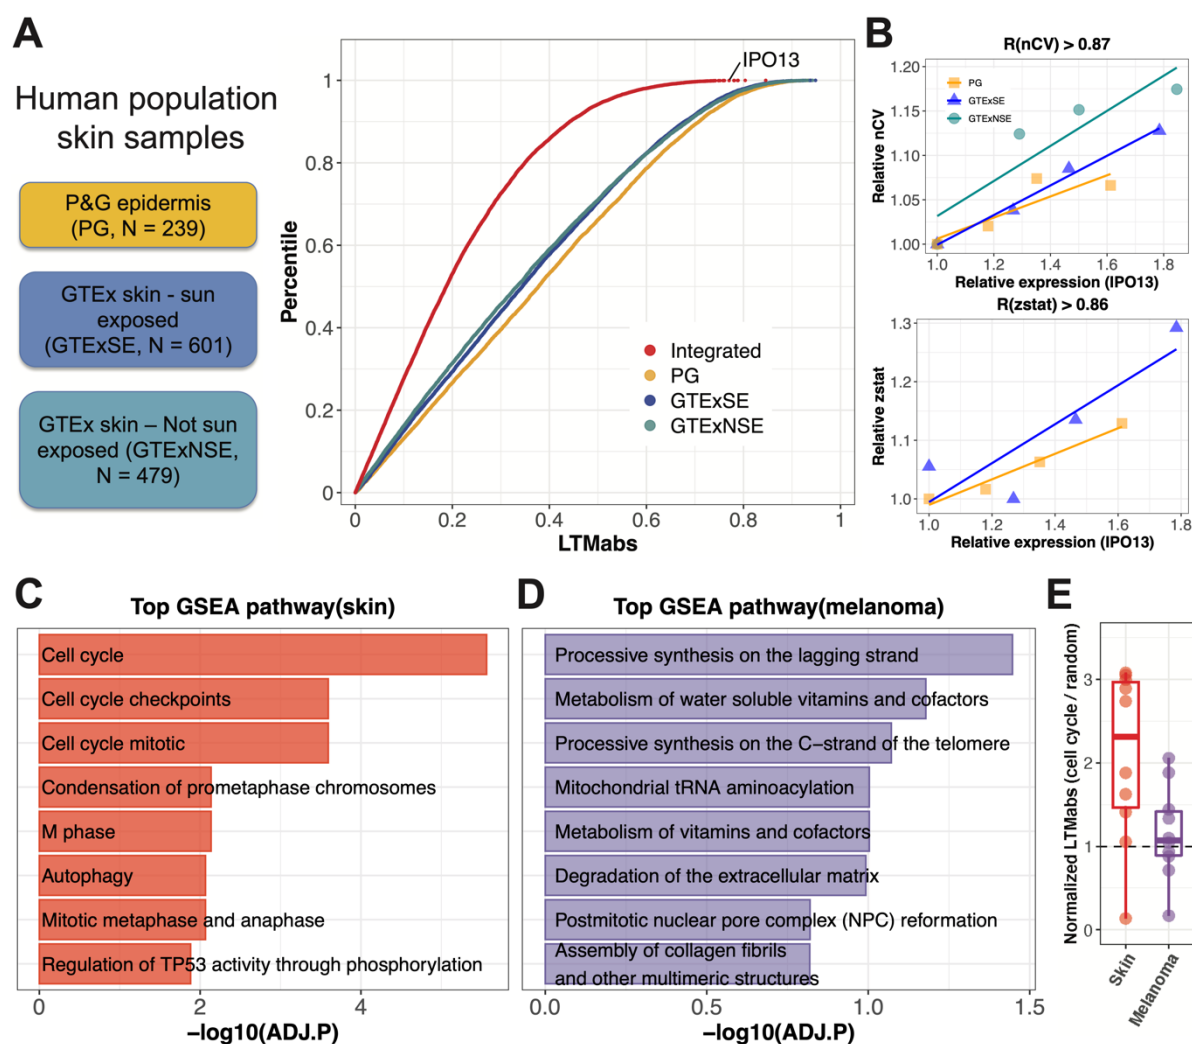 A
Human population
skin samples
P&G epidermis
(PG, N = 239)
GTEx skin - sun
exposed
(GTExSE, N = 601)
GTEx skin – Not sun
exposed (GTExNSE,
N = 479)
Percentile
1
0.8
0.6
0.4
0.2
0
IPO13
Integrated
PG
GTExSE
GTExNSE
0
0.2
0.4
0.6
0.8
1
LTMabs
B
R(nCV) > 0.87
Relative nCV
1.20
1.15
1.10
1.05
1.00
PG
GTExSE
GTExNSE
1.0
1.2
1.4
1.6
1.8
Relative expression (IPO13)
R(zstat) > 0.86
Relative zstat
1.3
1.2
1.1
1.0
1.0
1.2
1.4
1.6
1.8
Relative expression (IPO13)
C
Top GSEA pathway(skin)
Cell cycle
Cell cycle checkpoints
Cell cycle mitotic
Condensation of prometaphase chromosomes
M phase
Autophagy
Mitotic metaphase and anaphase
Regulation of TP53 activity through phosphorylation
0
2
4
−log10(ADJ.P)
D
Top GSEA pathway(melanoma)
Processive synthesis on the lagging strand
Metabolism of water soluble vitamins and cofactors
Processive synthesis on the C−strand of the telomere
Mitochondrial tRNA aminoacylation
Metabolism of vitamins and cofactors
Degradation of the extracellular matrix
Postmitotic nuclear pore complex (NPC) reformation
Assembly of collagen fibrils
and other multimeric structures
0.0
0.5
1.0
1.5
−log10(ADJ.P)
E
Normalized LTMabs (cell cycle / random)
3
2
1
0
Skin
Melanoma